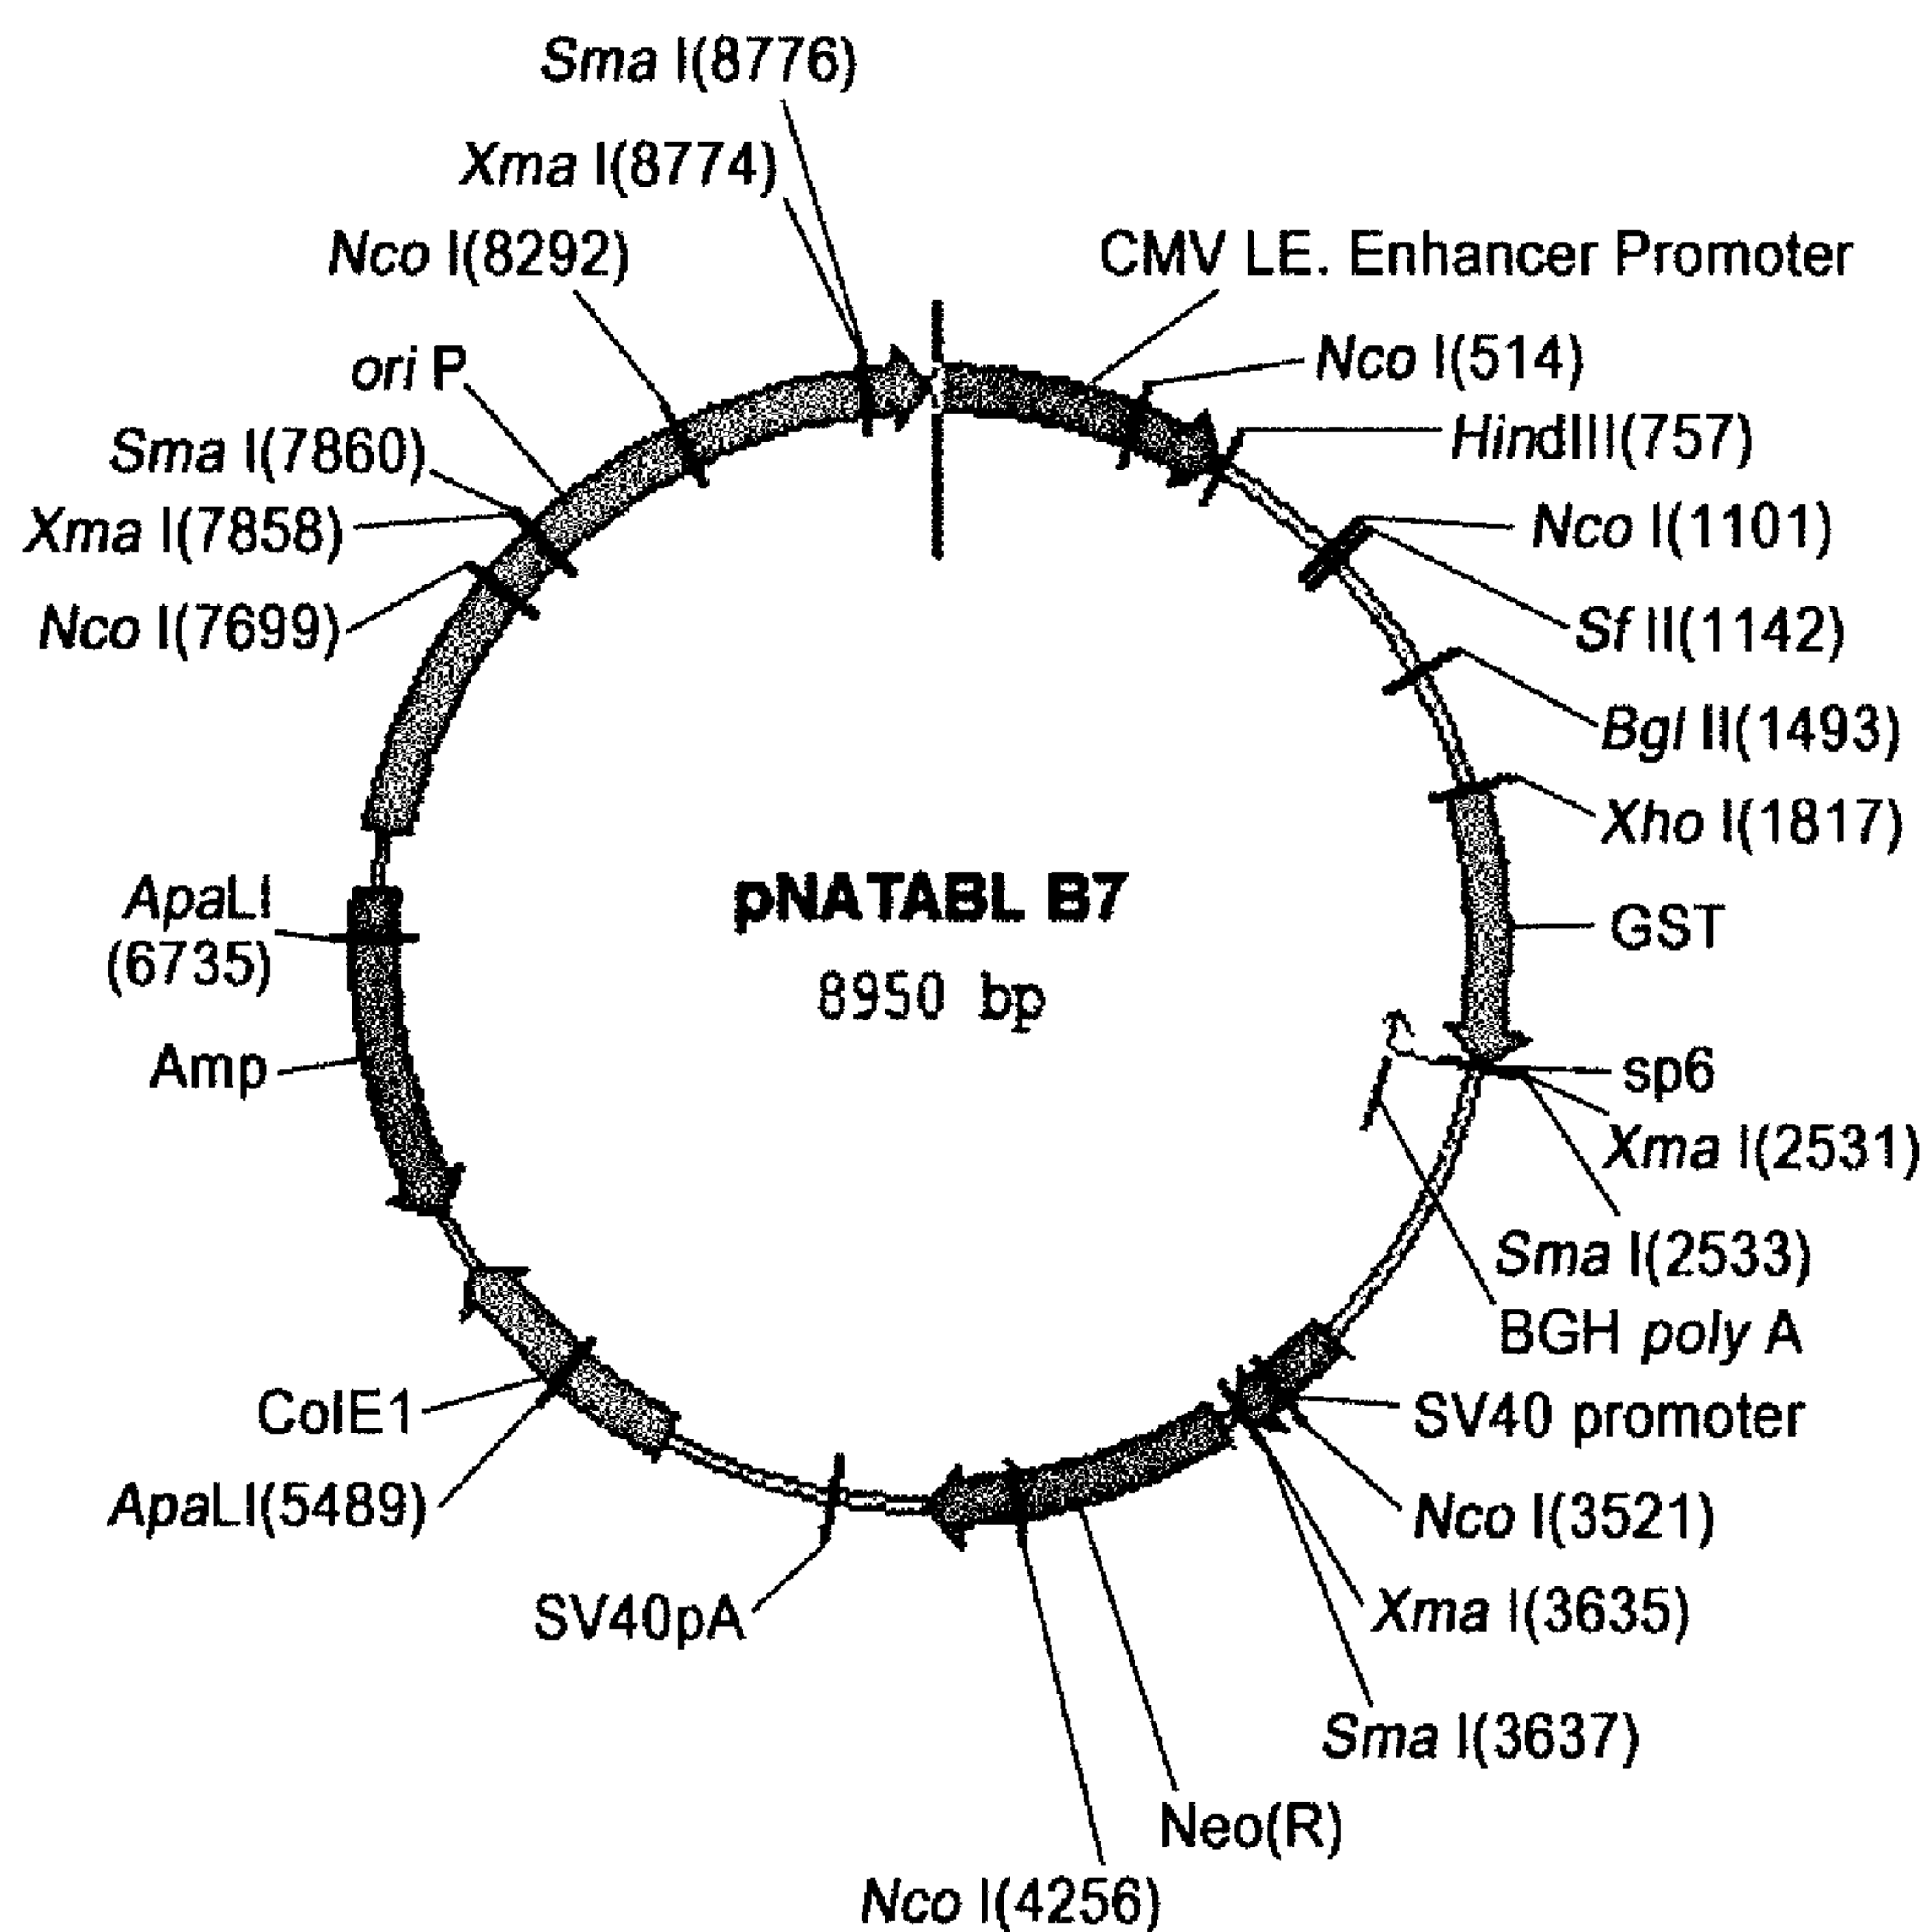 Sma I(8776)
Xma I(8774)
Nco I(8292)
ori P
Sma I(7860)
Xma I(7858)
Nco I(7699)
ApaLI
(6735)
Amp
ColE1
ApaLI(5489)
SV40pA
CMV I.E. Enhancer Promoter
Nco I(514)
HindIII(757)
Nco I(1101)
Sf II(1142)
Bgl II(1493)
Xho I(1817)
GST
sp6
Xma I(2531)
Sma I(2533)
BGH poly A
SV40 promoter
Nco I(3521)
Xma I(3635)
Sma I(3637)
Neo(R)
Nco I(4256)
pNATABL B7
8950 bp